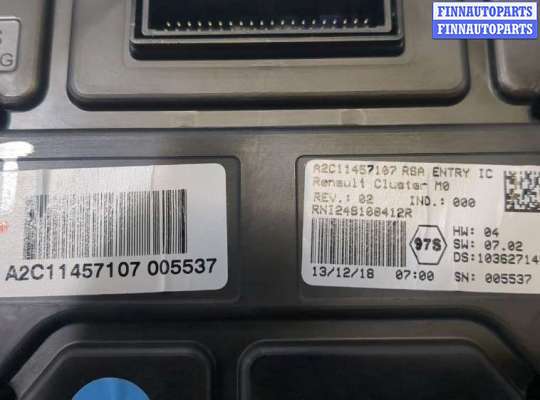 FINNAUTOPARTS
FINNAUTOPARTS
G
A2C11457107 005537
A2C11457107 RSA ENTRY IC
Renault Cluster M0
REV.: 02 IND.: 000
RNI248108412R
97S
HW: 04
SW: 07.02
DS:10362714
13/12/18 07:00 SN: 005537